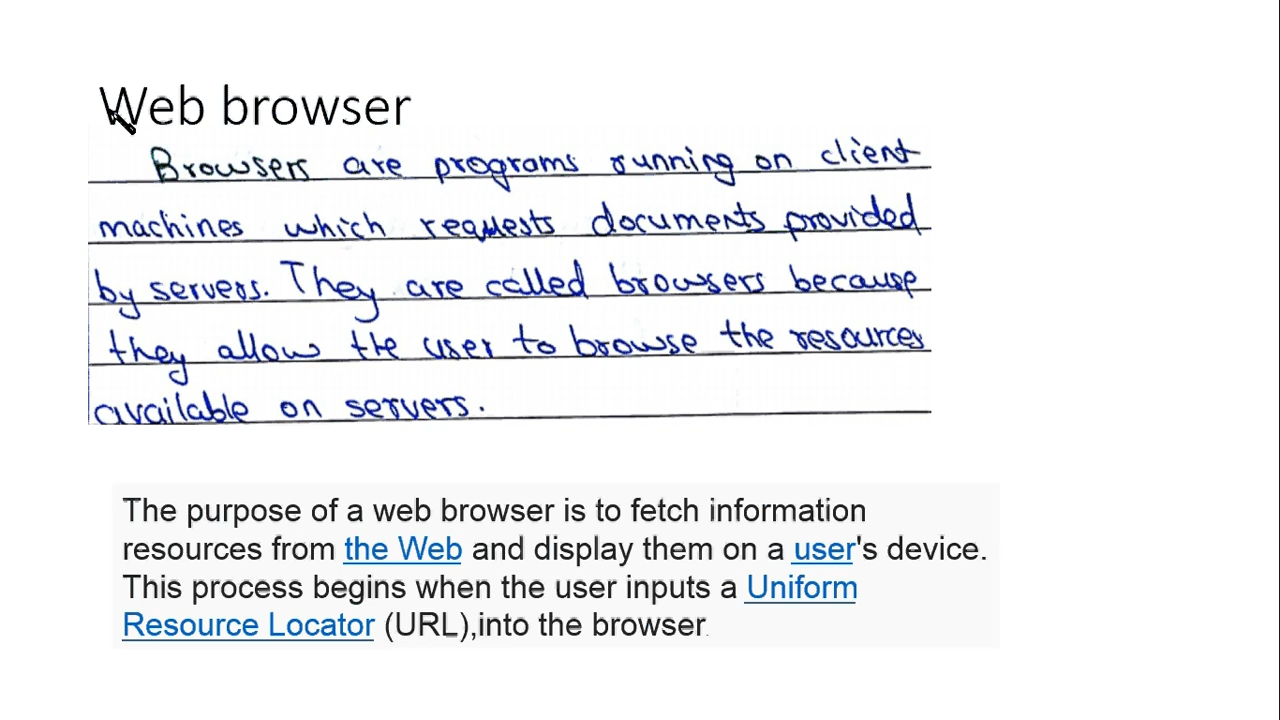 Web browser
Browsers are programs running on client
machines which requests documents provided
by servers. They are called browsers because
they allow the user to browse the resources
available on servers.
The purpose of a web browser is to fetch information
resources from the Web and display them on a user's device.
This process begins when the user inputs a Uniform
Resource Locator (URL),into the browser.